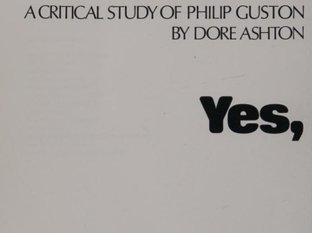 A CRITICAL STUDY OF PHILIP GUSTON
BY DORE ASHTON
Yes,